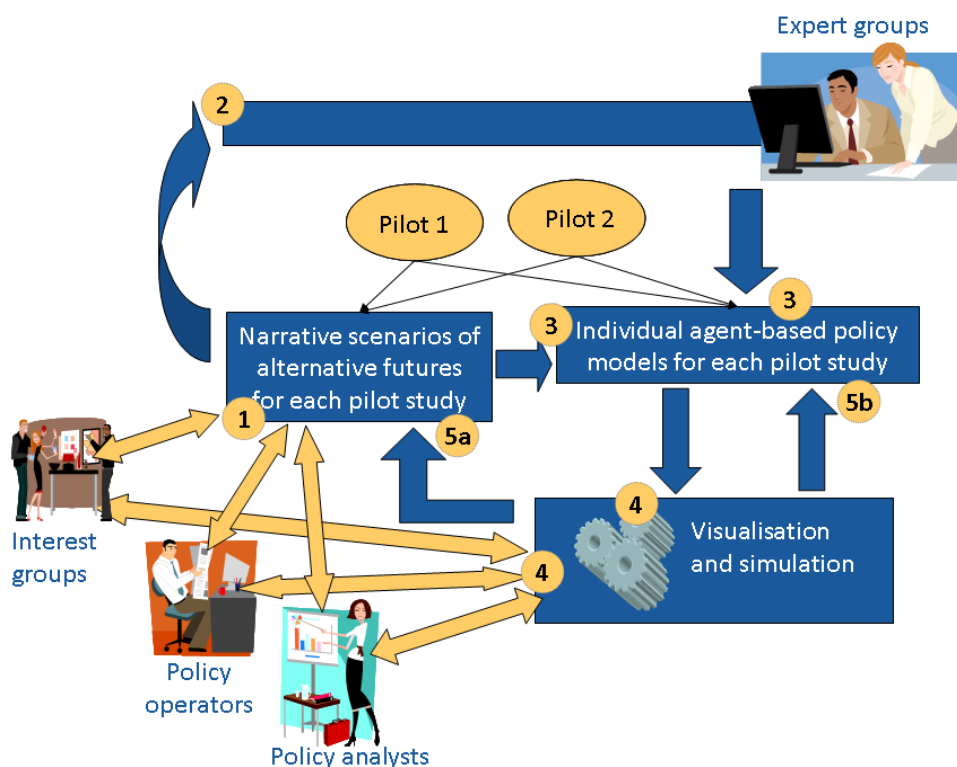 Expert groups
2
Pilot 1
Pilot 2
3
3
Narrative scenarios of
alternative futures
for each pilot study
Individual agent-based policy
models for each pilot study
1
5a
5b
4
Visualisation
and simulation
4
Interest
groups
Policy
operators
Policy analysts